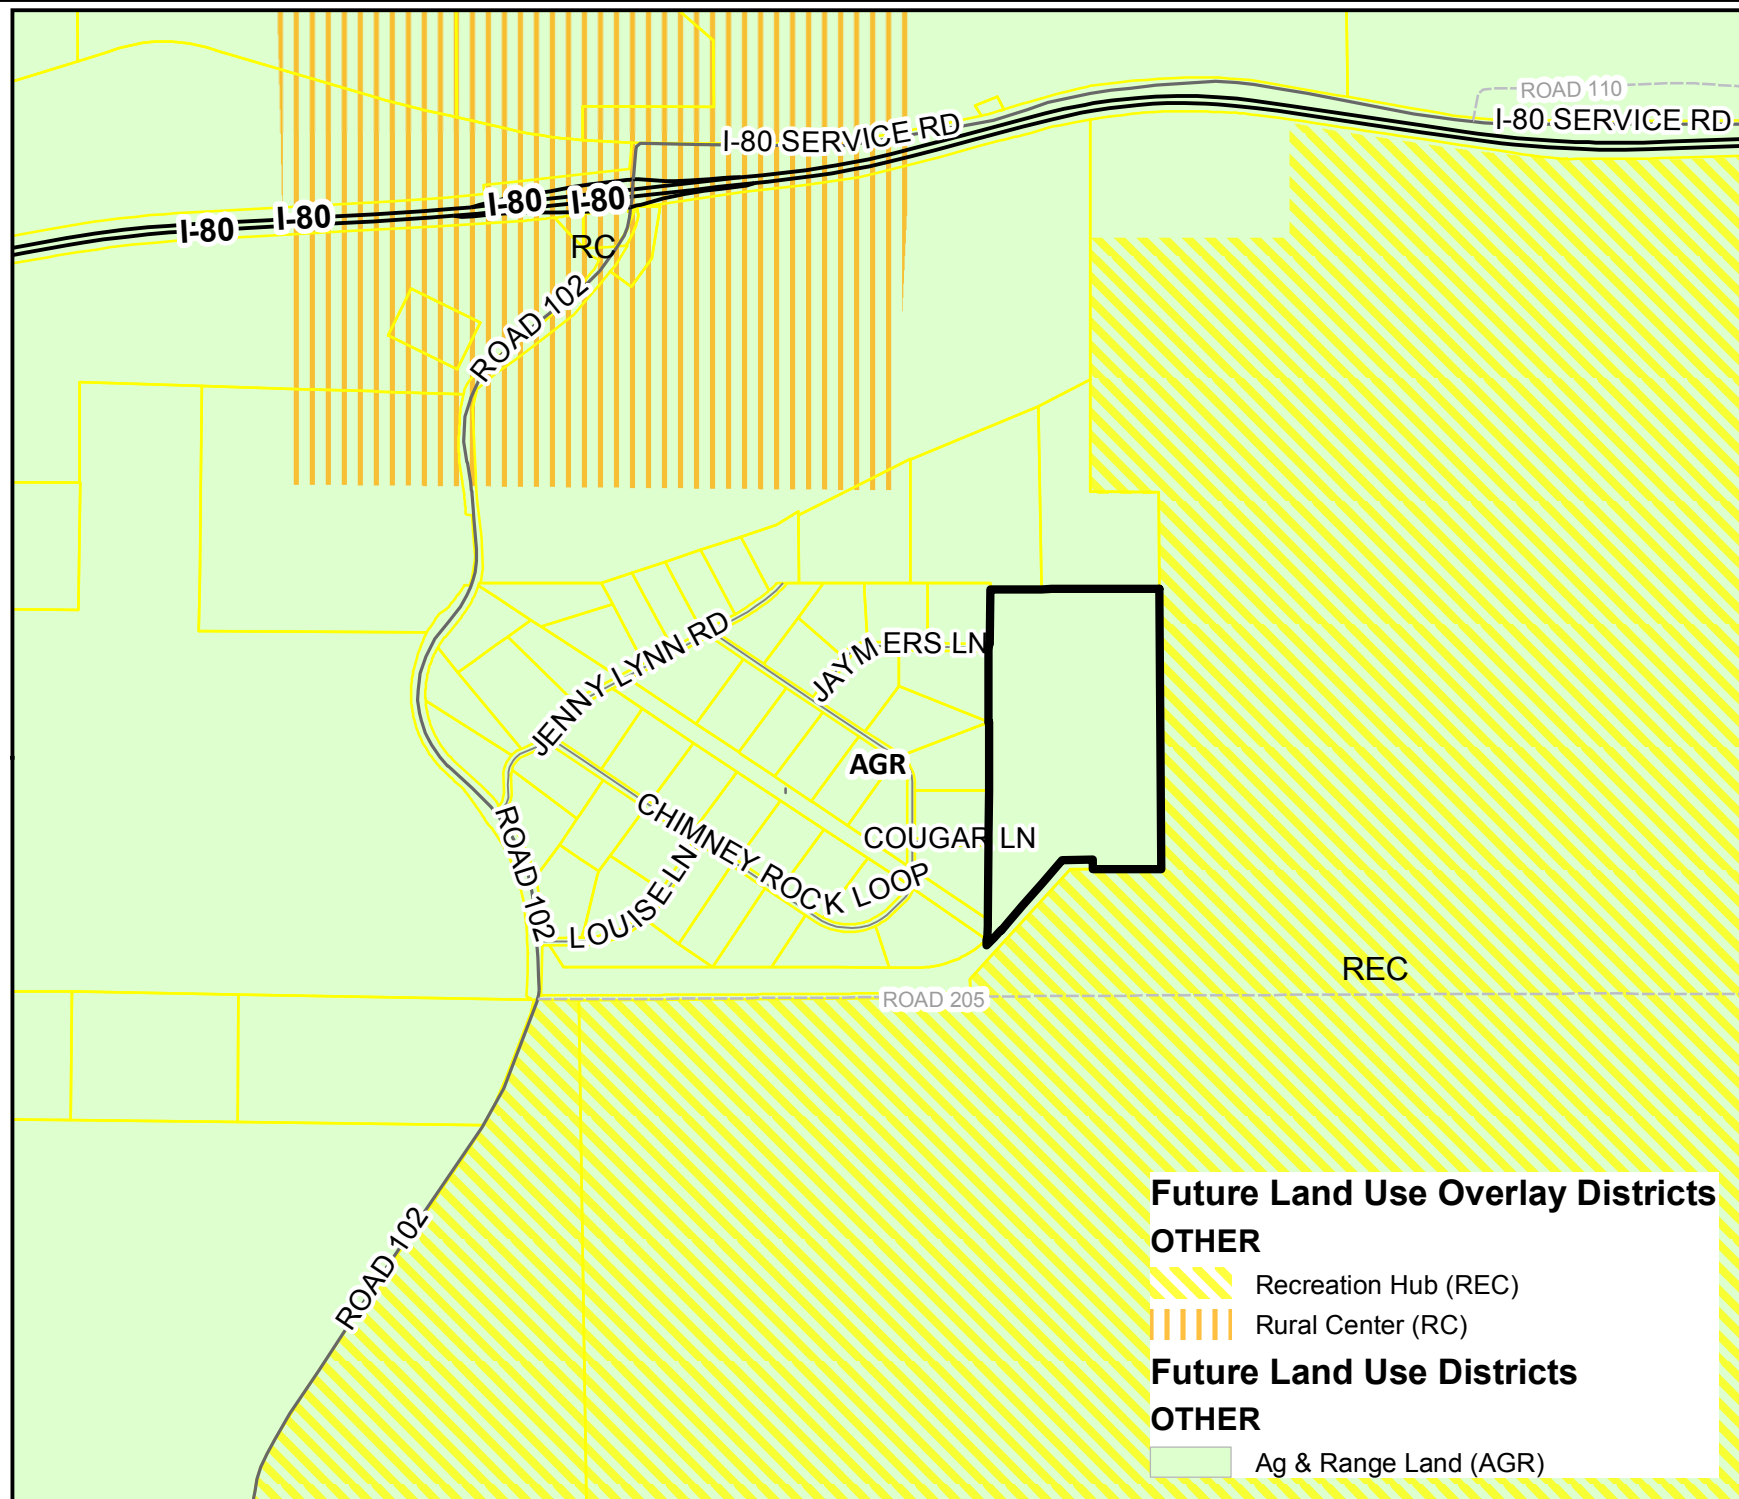 ROAD 110
I-80 SERVICE RD
I-80 SERVICE RD
I-80
I-80
I-80
I-80
RC
ROAD 102
JENNY LYNN RD
JAYMERS LN
AGR
CHIMNEY ROCK LOOP
COUGAR LN
ROAD 102
LOUISE LN
REC
ROAD 205
ROAD 102
Future Land Use Overlay Districts
OTHER
Recreation Hub (REC)
Rural Center (RC)
Future Land Use Districts
OTHER
Ag & Range Land (AGR)